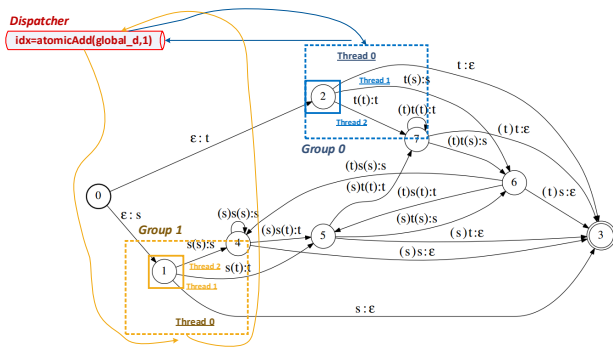 Dispatcher
idx=atomicAdd(global_d,1)
Thread 0
t:ε
Thread 1
t(s):s
2
t(t):t
Thread 2
(t)t(t):t
7
(t)t:ε
(t)t(s):s
Group 0
ε:t
(t)s(s):s
(s)t(t):t
(t)s(t):t
6
(t)s:ε
0
(s)s(s):s
(s)s(t):t
(s)t(s):s
ε:s
Group 1
s(s):s
4
5
(s)t:ε
3
1
Thread 2
s(t):t
(s)s:ε
Thread 1
s:ε
Thread 0